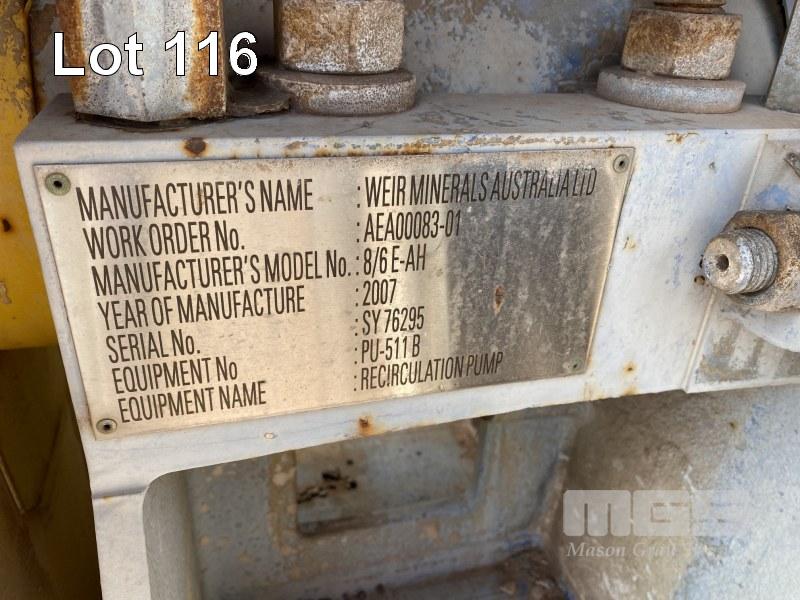 Lot 116
MANUFACTURER'S NAME : WEIR MINERALS AUSTRALIA LTD
WORK ORDER No. : AEA00083-01
MANUFACTURER'S MODEL No. : 8/6 E-AH
YEAR OF MANUFACTURE : 2007
SERIAL No. : SY 76295
EQUIPMENT No : PU-511 B
EQUIPMENT NAME : RECIRCULATION PUMP
MGS
Mason Gray